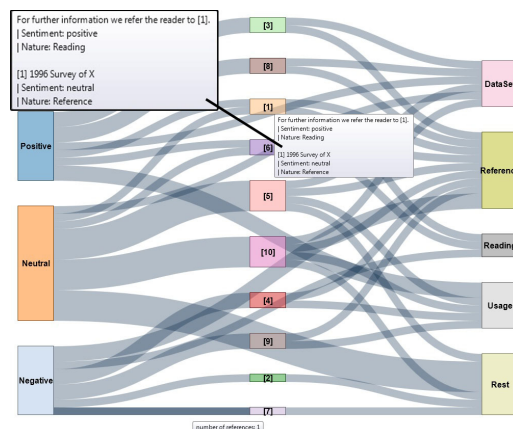 For further information we refer the reader to [1].
| Sentiment: positive
| Nature: Reading
[1] 1996 Survey of X
| Sentiment: neutral
| Nature: Reference
[3]
[8]
[1]
For further information we refer the reader to [1].
| Sentiment: positive
| Nature: Reading
[1] 1996 Survey of X
| Sentiment: neutral
| Nature: Reference
[6]
[5]
[10]
[4]
[9]
[2]
[7]
Positive
Neutral
Negative
DataSe
Referenc
Reading
Usage
Rest
number of references: 1